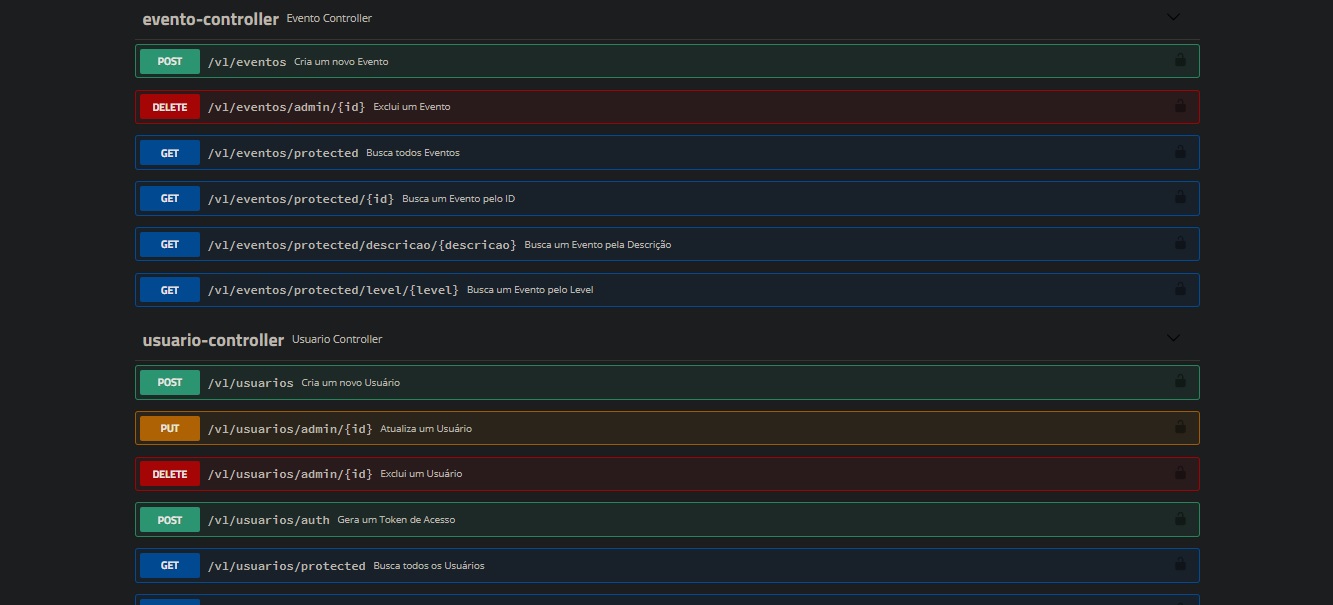 evento-controller Evento Controller
POST /v1/eventos Cria um novo Evento
DELETE /v1/eventos/admin/{id} Exclui um Evento
GET /v1/eventos/protected Busca todos Eventos
GET /v1/eventos/protected/{id} Busca um Evento pelo ID
GET /v1/eventos/protected/descricao/{descricao} Busca um Evento pela Descrição
GET /v1/eventos/protected/level/{level} Busca um Evento pelo Level
usuario-controller Usuario Controller
POST /v1/usuarios Cria um novo Usuário
PUT /v1/usuarios/admin/{id} Atualiza um Usuário
DELETE /v1/usuarios/admin/{id} Exclui um Usuário
POST /v1/usuarios/auth Gera um Token de Acesso
GET /v1/usuarios/protected Busca todos os Usuários